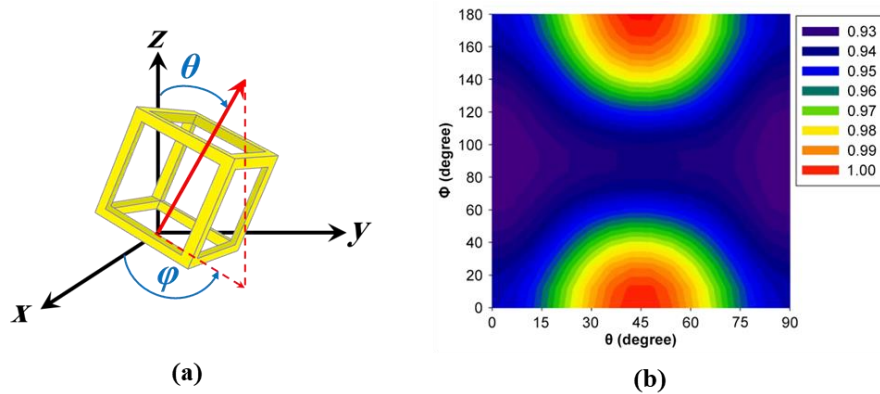 z
θ
y
x
φ
(a)
180
160
140
120
100
80
60
40
20
0
Φ (degree)
0 15 30 45 60 75 90
θ (degree)
0.93
0.94
0.95
0.96
0.97
0.98
0.99
1.00
(b)